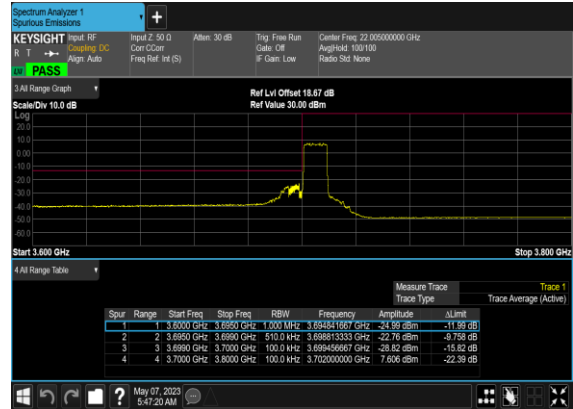 Spectrum Analyzer 1
Spurious Emissions
KEYSIGHT Input: RF Input Z: 50 Ω Atten: 30 dB Trig: Free Run Center Freq: 22.005000000 GHz
R T Coupling: DC Corr CCorr Gate: Off Avg|Hold: 100/100
Align: Auto Freq Ref: Int (S) IF Gain: Low Radio Std: None
PASS
3 All Range Graph
Ref Lvl Offset 18.67 dB
Scale/Div 10.0 dB Ref Value 30.00 dBm
Log
20.0
10.0
0.00
-10.0
-20.0
-30.0
-40.0
-50.0
-60.0
Start 3.600 GHz Stop 3.800 GHz
4 All Range Table
Measure Trace Trace 1
Trace Type Trace Average (Active)
Spur Range Start Freq Stop Freq RBW Frequency Amplitude ΔLimit
1 1 3.6000 GHz 3.6950 GHz 1.000 MHz 3.694841667 GHz -24.99 dBm -11.99 dB
2 2 3.6950 GHz 3.6990 GHz 510.0 kHz 3.698813333 GHz -22.76 dBm -9.758 dB
3 3 3.6990 GHz 3.7000 GHz 100.0 kHz 3.699456667 GHz -28.82 dBm -15.82 dB
4 4 3.7000 GHz 3.8000 GHz 100.0 kHz 3.702000000 GHz 7.606 dBm -22.39 dB
? May 07, 2023
5:47:20 AM